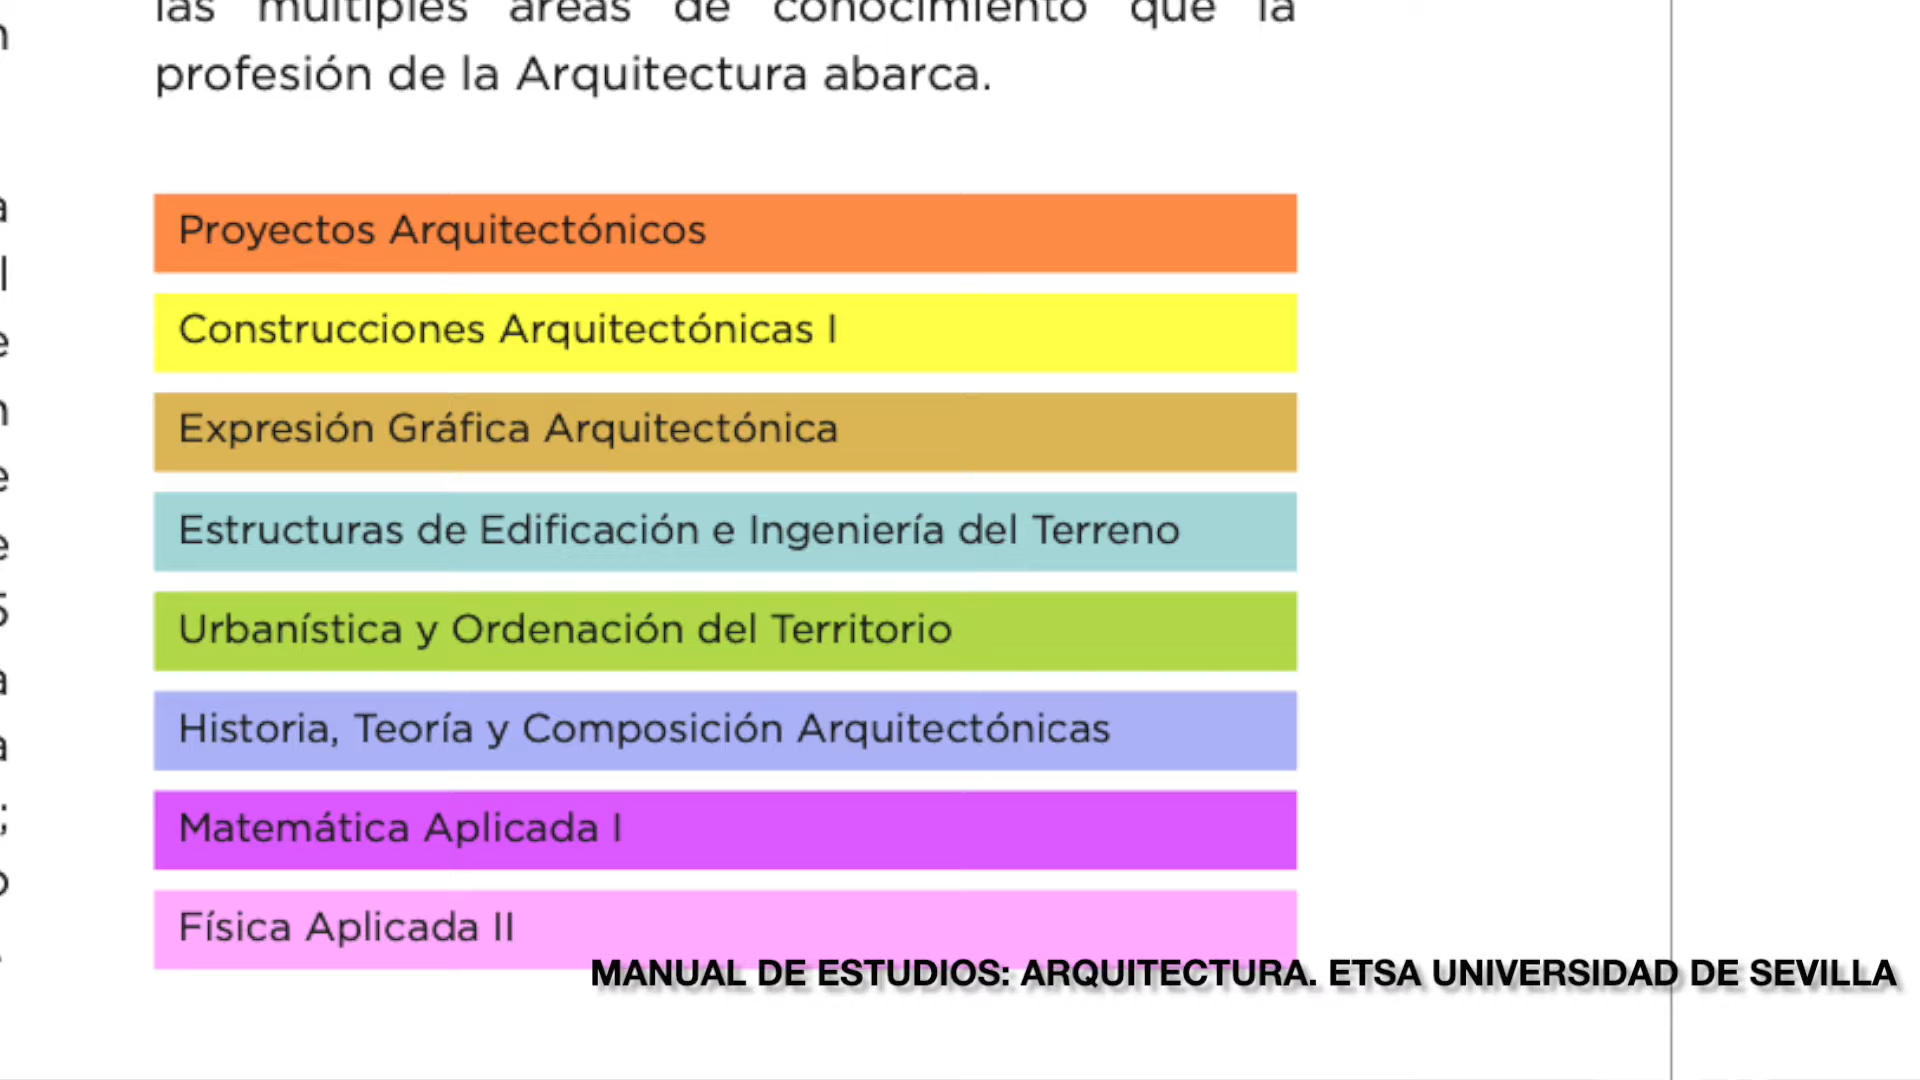 las múltiples áreas de conocimiento que la
profesión de la Arquitectura abarca.
Proyectos Arquitectónicos
Construcciones Arquitectónicas I
Expresión Gráfica Arquitectónica
Estructuras de Edificación e Ingeniería del Terreno
Urbanística y Ordenación del Territorio
Historia, Teoría y Composición Arquitectónicas
Matemática Aplicada I
Física Aplicada II
MANUAL DE ESTUDIOS: ARQUITECTURA. ETSA UNIVERSIDAD DE SEVILLA